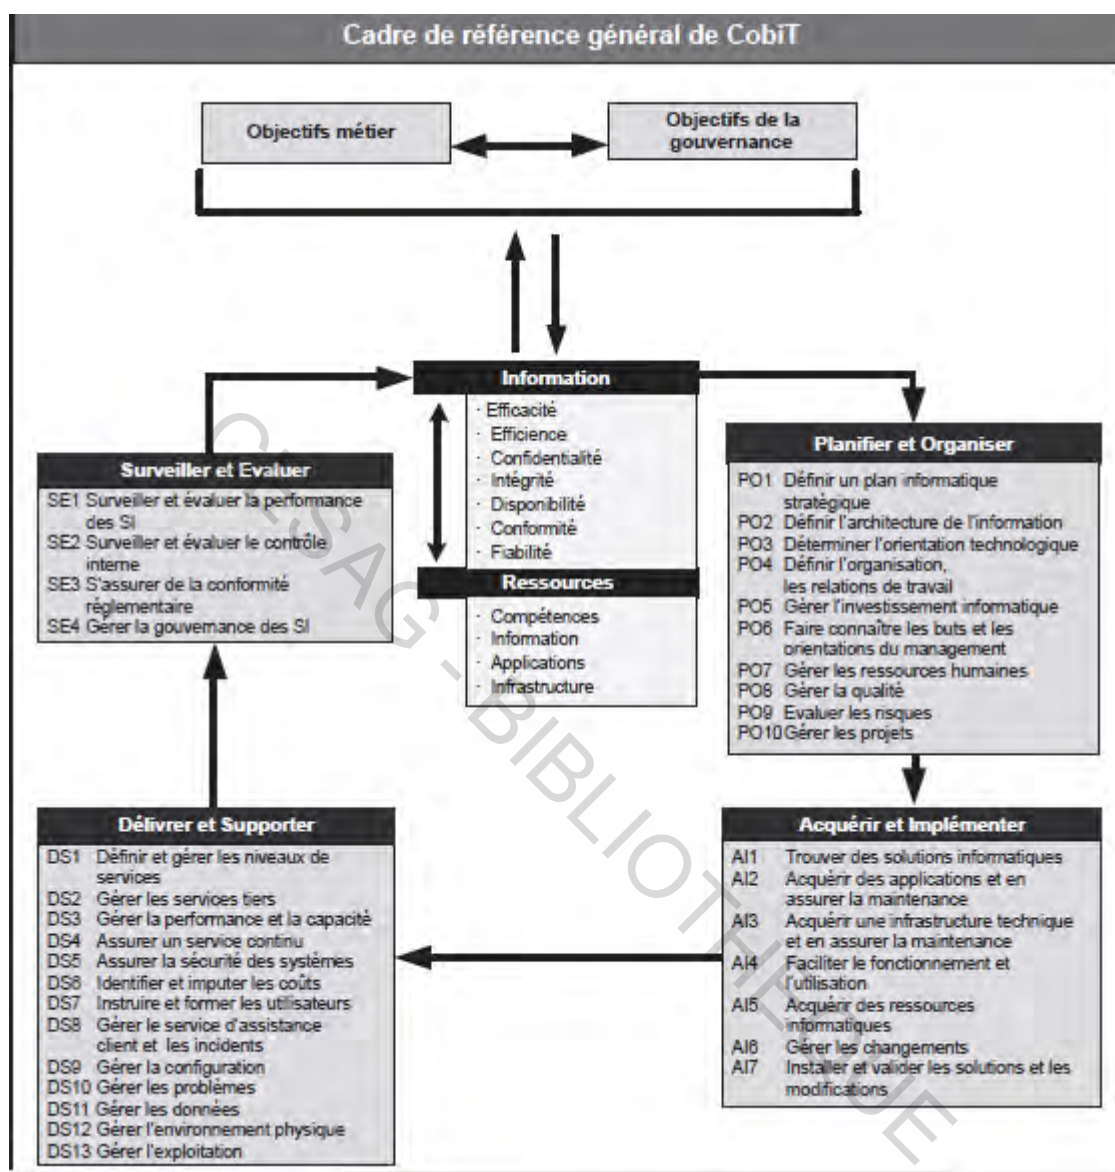 Cadre de référence général de CobiT
Objectifs métier
Objectifs de la
gouvernance
Information
· Efficacité
· Efficience
· Confidentialité
· Intégrité
· Disponibilité
· Conformité
· Fiabilité
Ressources
· Compétences
· Information
· Applications
· Infrastructure
Planifier et Organiser
PO1 Définir un plan informatique
stratégique
PO2 Définir l'architecture de l'information
PO3 Déterminer l'orientation technologique
PO4 Définir l'organisation,
les relations de travail
PO5 Gérer l'investissement informatique
PO6 Faire connaître les buts et les
orientations du management
PO7 Gérer les ressources humaines
PO8 Gérer la qualité
PO9 Evaluer les risques
PO10 Gérer les projets
Acquérir et Implémenter
AI1 Trouver des solutions informatiques
AI2 Acquérir des applications et en
assurer la maintenance
AI3 Acquérir une infrastructure technique
et en assurer la maintenance
AI4 Faciliter le fonctionnement et
l'utilisation
AI5 Acquérir des ressources
informatiques
AI6 Gérer les changements
AI7 Installer et valider les solutions et les
modifications
Délivrer et Supporter
DS1 Définir et gérer les niveaux de
services
DS2 Gérer les services tiers
DS3 Gérer la performance et la capacité
DS4 Assurer un service continu
DS5 Assurer la sécurité des systèmes
DS6 Identifier et imputer les coûts
DS7 Instruire et former les utilisateurs
DS8 Gérer le service d'assistance
client et les incidents
DS9 Gérer la configuration
DS10 Gérer les problèmes
DS11 Gérer les données
DS12 Gérer l'environnement physique
DS13 Gérer l'exploitation
Surveiller et Evaluer
SE1 Surveiller et évaluer la performance
des SI
SE2 Surveiller et évaluer le contrôle
interne
SE3 S'assurer de la conformité
réglementaire
SE4 Gérer la gouvernance des SI
CESAG - BIBLIOTHEQUE